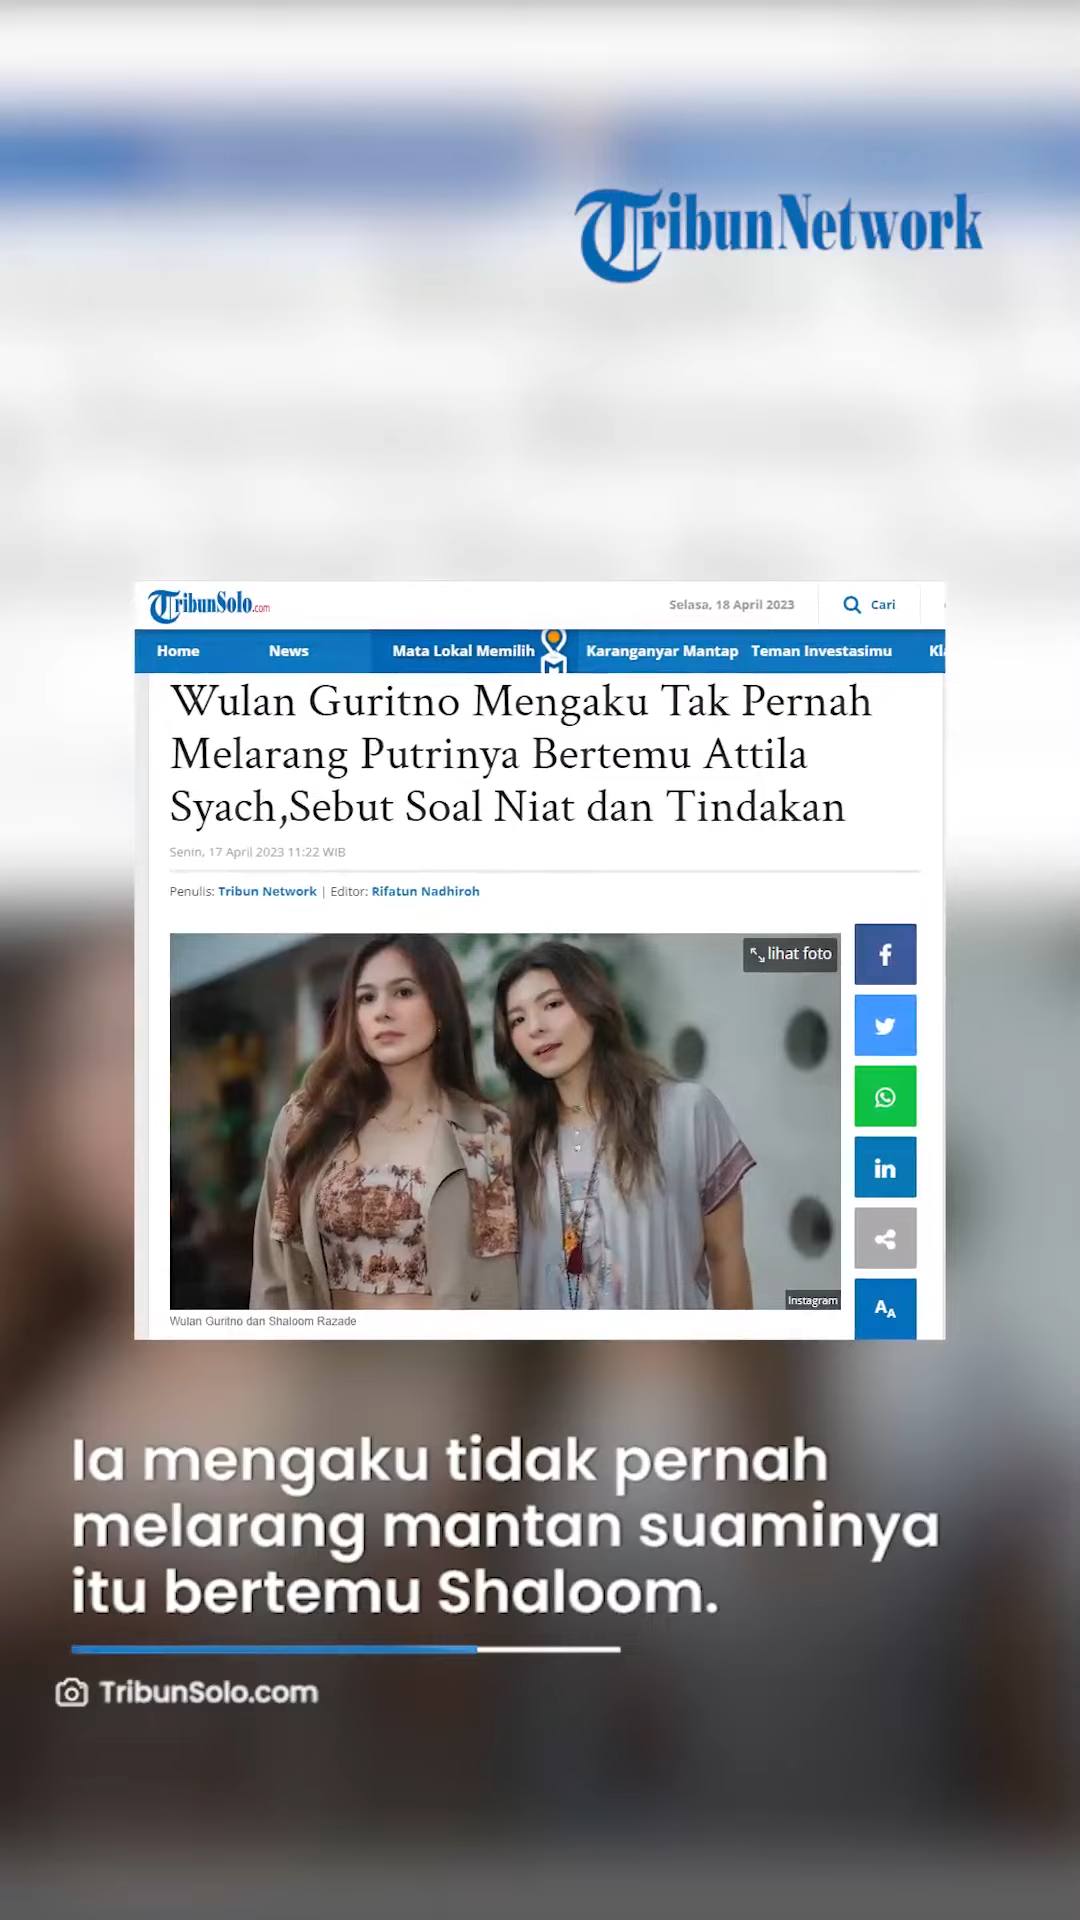 TribunNetwork
TribunSolo.com
Selasa, 18 April 2023
Cari
Home
News
Mata Lokal Memilih
Karanganyar Mantap
Teman Investasimu
Wulan Guritno Mengaku Tak Pernah
Melarang Putrinya Bertemu Attila
Syach,Sebut Soal Niat dan Tindakan
Senin, 17 April 2023 11:22 WIB
Penulis: Tribun Network | Editor: Rifatun Nadhiroh
lihat foto
Instagram
Wulan Guritno dan Shaloom Razade
Ia mengaku tidak pernah
melarang mantan suaminya
itu bertemu Shaloom.
TribunSolo.com